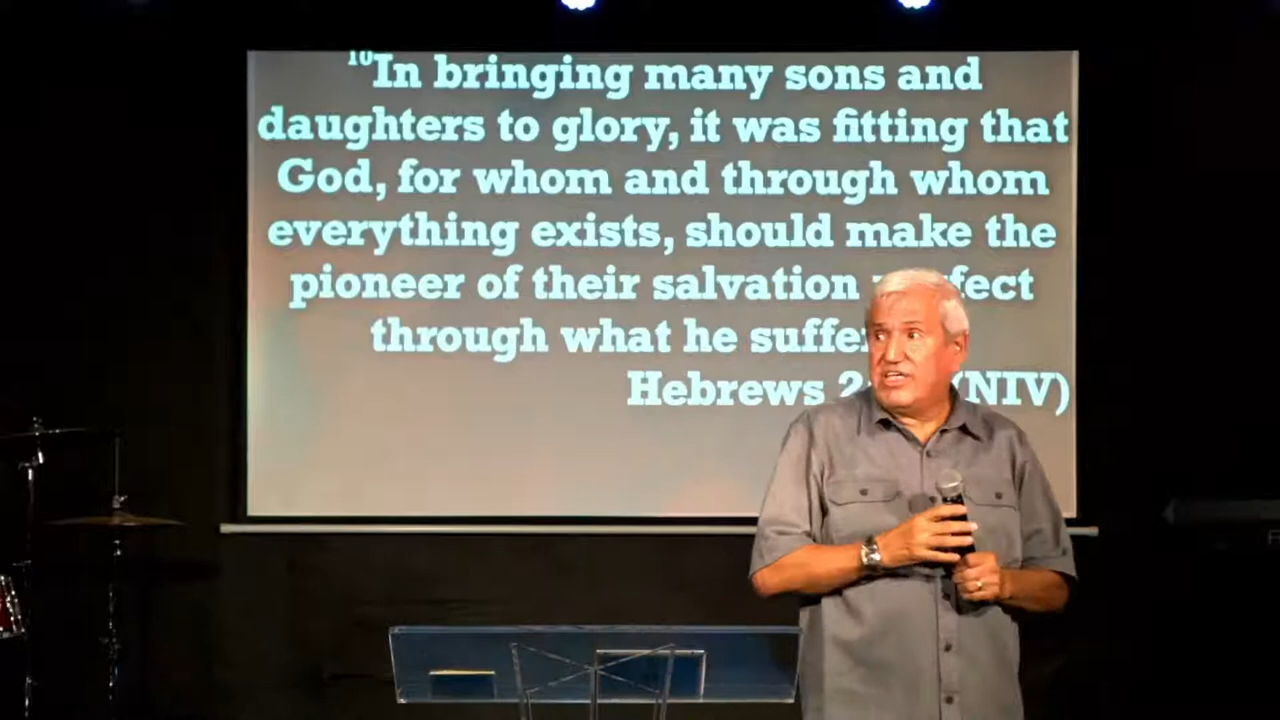 ¹⁰In bringing many sons and
daughters to glory, it was fitting that
God, for whom and through whom
everything exists, should make the
pioneer of their salvation
through what he
Hebrews (NIV)